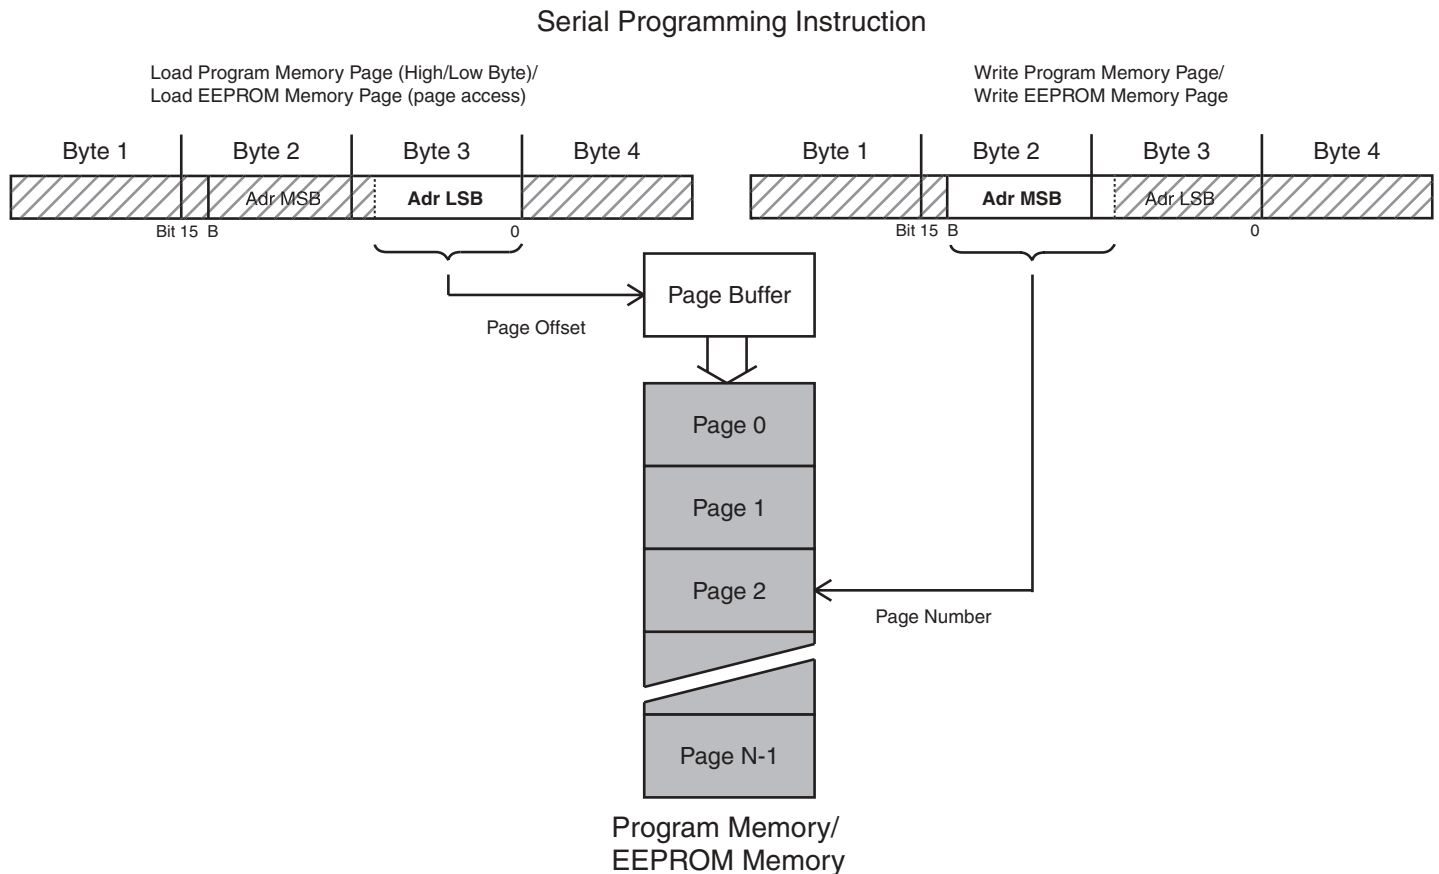 Serial Programming Instruction
Load Program Memory Page (High/Low Byte)/
Load EEPROM Memory Page (page access)
Write Program Memory Page/
Write EEPROM Memory Page
Byte 1 Byte 2 Byte 3 Byte 4
Adr MSB Adr LSB
Bit 15 B 0
Byte 1 Byte 2 Byte 3 Byte 4
Adr MSB Adr LSB
Bit 15 B 0
Page Buffer
Page Offset
Page 0
Page 1
Page 2
Page Number
Page N-1
Program Memory/
EEPROM Memory